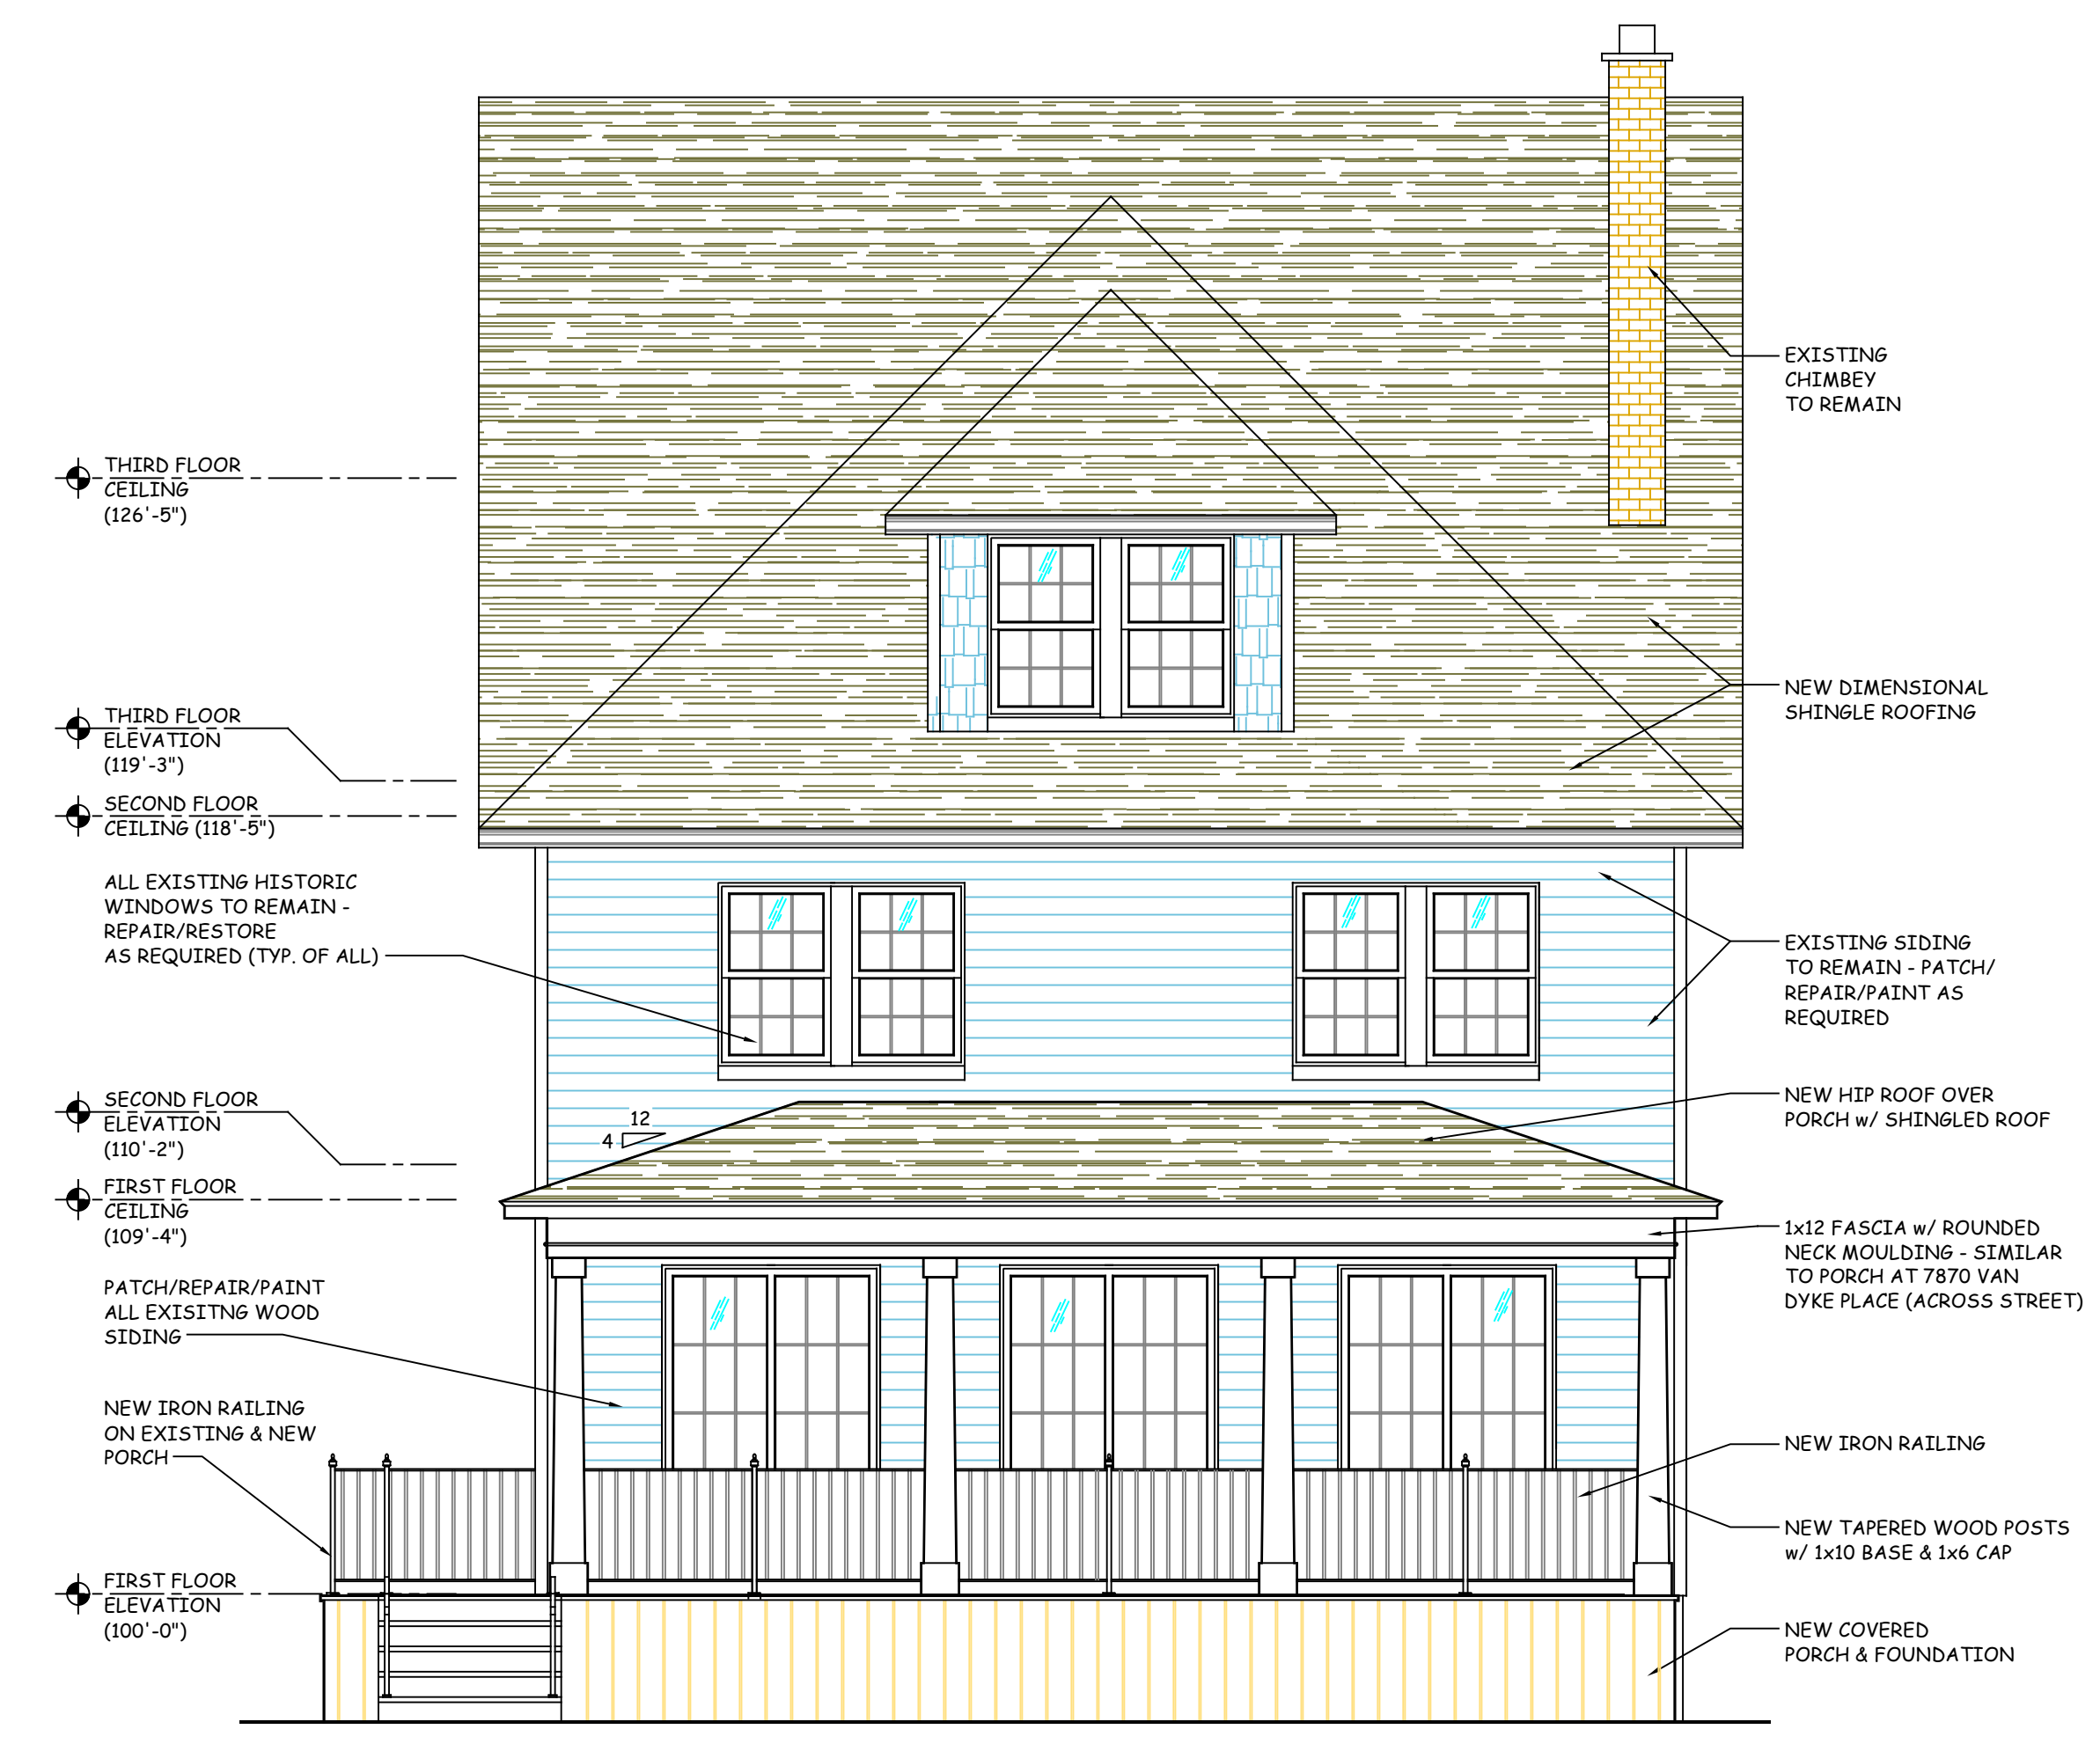 THIRD FLOOR
CEILING
(126'-5")
THIRD FLOOR
ELEVATION
(119'-3")
SECOND FLOOR
CEILING (118'-5")
ALL EXISTING HISTORIC
WINDOWS TO REMAIN -
REPAIR/RESTORE
AS REQUIRED (TYP. OF ALL)
SECOND FLOOR
ELEVATION
(110'-2")
FIRST FLOOR
CEILING
(109'-4")
PATCH/REPAIR/PAINT
ALL EXISITNG WOOD
SIDING
NEW IRON RAILING
ON EXISTING & NEW
PORCH
FIRST FLOOR
ELEVATION
(100'-0")
12
4
EXISTING
CHIMBEY
TO REMAIN
NEW DIMENSIONAL
SHINGLE ROOFING
EXISTING SIDING
TO REMAIN - PATCH/
REPAIR/PAINT AS
REQUIRED
NEW HIP ROOF OVER
PORCH w/ SHINGLED ROOF
1x12 FASCIA w/ ROUNDED
NECK MOULDING - SIMILAR
TO PORCH AT 7870 VAN
DYKE PLACE (ACROSS STREET)
NEW IRON RAILING
NEW TAPERED WOOD POSTS
w/ 1x10 BASE & 1x6 CAP
NEW COVERED
PORCH & FOUNDATION